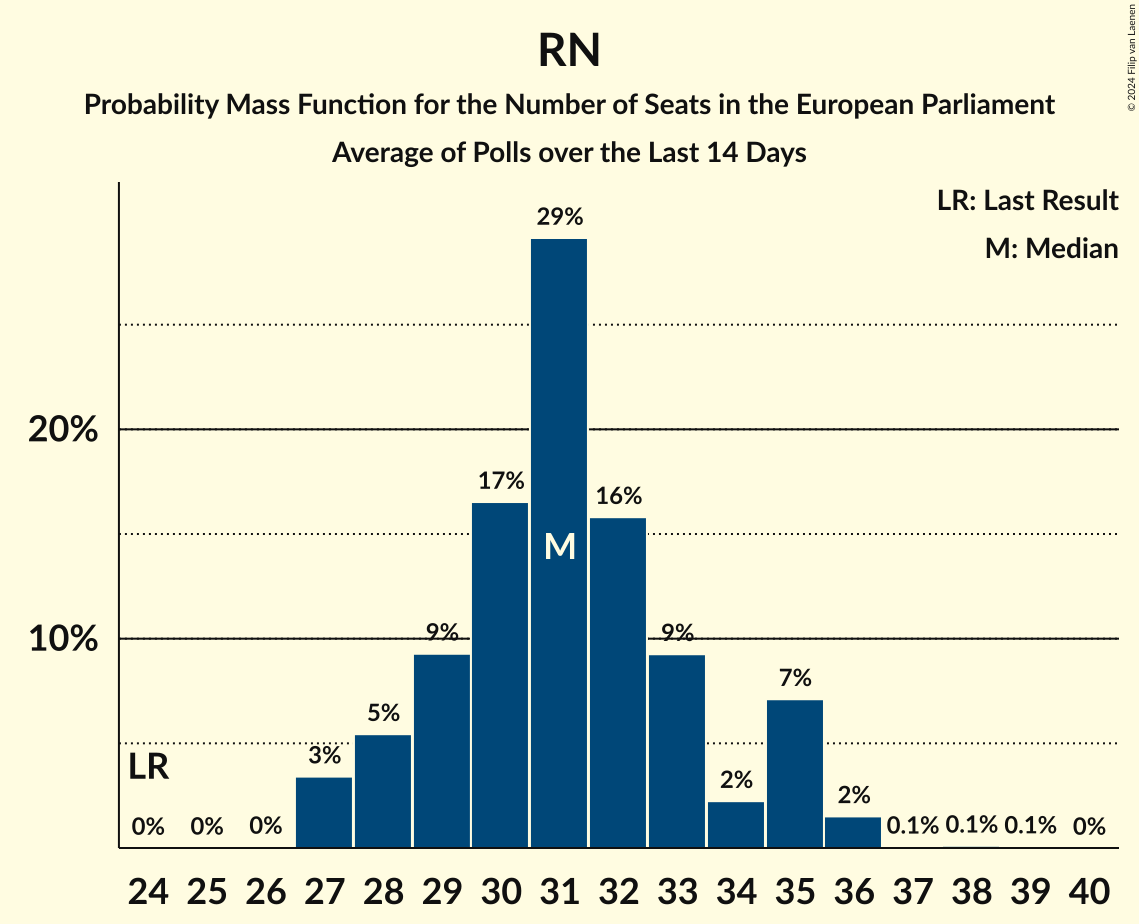 RN
Probability Mass Function for the Number of Seats in the European Parliament
Average of Polls over the Last 14 Days
© 2024 Filip van Laenen
LR: Last Result
M: Median
29%
20%
17%
16%
M
10%
9%
9%
7%
5%
3%
LR
2%
2%
0%
0%
0%
0.1%
0.1%
0.1%
0%
24 25 26 27 28 29 30 31 32 33 34 35 36 37 38 39 40